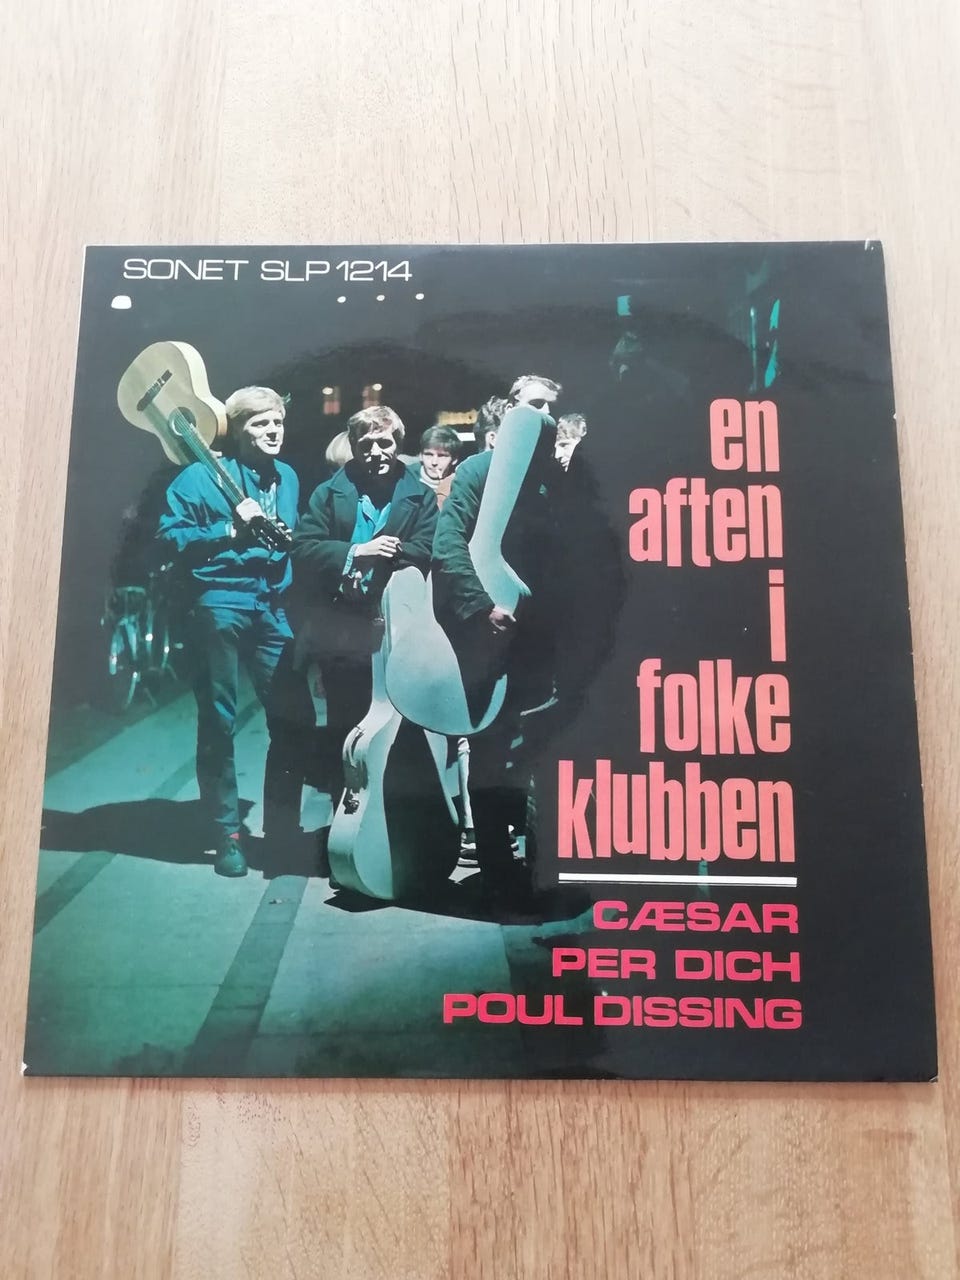 SONET SLP 1214
en
aften
i
folke
klubben
CÆSAR
PER DICH
POUL DISSING